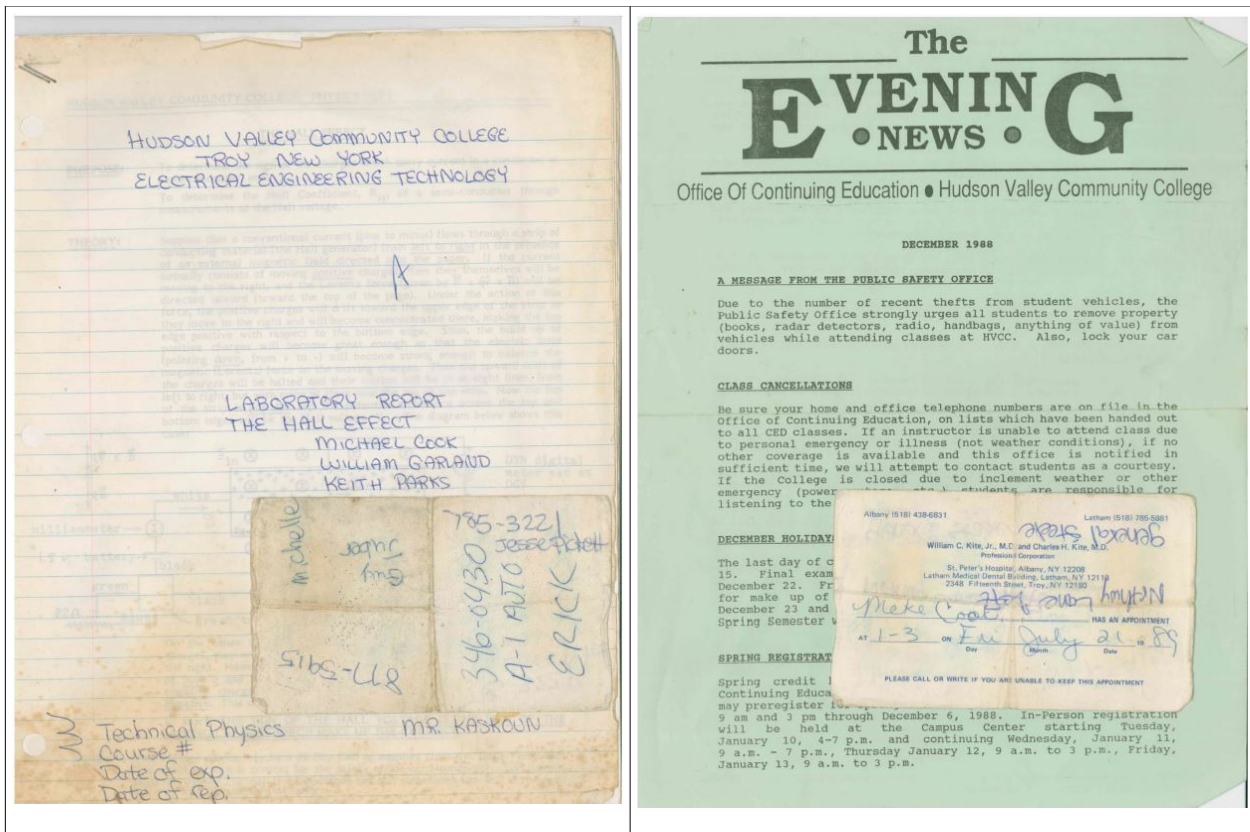 HUDSON VALLEY COMMUNITY COLLEGE
TROY NEW YORK
ELECTRICAL ENGINEERING TECHNOLOGY
A
LABORATORY REPORT
THE HALL EFFECT
MICHAEL COCK
WILLIAM GARLAND
KEITH PARKS
Michelle
Guy
877-5915
785-3221
Jesse
346-0430
A-1 AUTO
ERICK
Technical Physics MR. KASKOUN
Course #
Date of exp.
Date of rep.
The
EVENING
NEWS
Office Of Continuing Education ● Hudson Valley Community College
DECEMBER 1988
A MESSAGE FROM THE PUBLIC SAFETY OFFICE
Due to the number of recent thefts from student vehicles, the
Public Safety Office strongly urges all students to remove property
(books, radar detectors, radio, handbags, anything of value) from
vehicles while attending classes at HVCC. Also, lock your car
doors.
CLASS CANCELLATIONS
Be sure your home and office telephone numbers are on file in the
Office of Continuing Education, on lists which have been handed out
to all CED classes. If an instructor is unable to attend class due
to personal emergency or illness (not weather conditions), if no
other coverage is available and this office is notified in
sufficient time, we will attempt to contact students as a courtesy.
If the College is closed due to inclement weather or other
emergency (power etc.) students are responsible for
listening to the
DECEMBER HOLIDAY
The last day of c
15. Final exam
December 22. Fr
for make up of
December 23 and
Spring Semester w
SPRING REGISTRAT
Spring credit
Continuing Educa
may preregister
9 am and 3 pm through December 6, 1988. In-Person registration
will be held at the Campus Center starting Tuesday,
January 10, 4-7 p.m. and continuing Wednesday, January 11,
9 a.m. - 7 p.m., Thursday January 12, 9 a.m. to 3 p.m., Friday,
January 13, 9 a.m. to 3 p.m.
Albany (518) 438-6831 Latham (518) 785-5881
general
William C. Kite, Jr., M.D. and Charles H. Kite, M.D.
Professional Corporation
St. Peter's Hospital, Albany, NY 12208
Latham Medical Dental Building, Latham, NY 12110
2348 Fifteenth Street, Troy, NY 12180
Lane
HAS AN APPOINTMENT
AT 1-3 ON Fri July 21 19 89
Day Month Date
PLEASE CALL OR WRITE IF YOU ARE UNABLE TO KEEP THIS APPOINTMENT